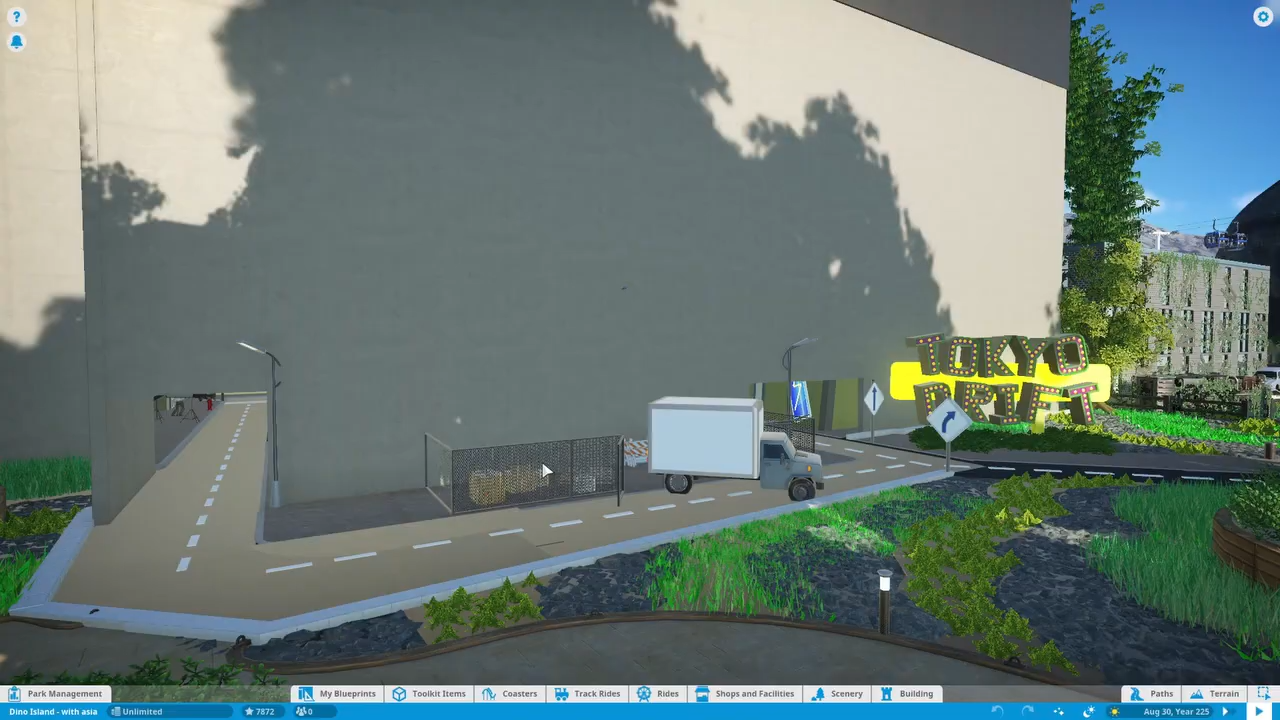 ?
TOKYO
DRIFT
Park Management
My Blueprints
Toolkit Items
Coasters
Track Rides
Rides
Shops and Facilities
Scenery
Building
Paths
Terrain
Dino Island - with asia
Unlimited
7872
0
Aug 30, Year 225